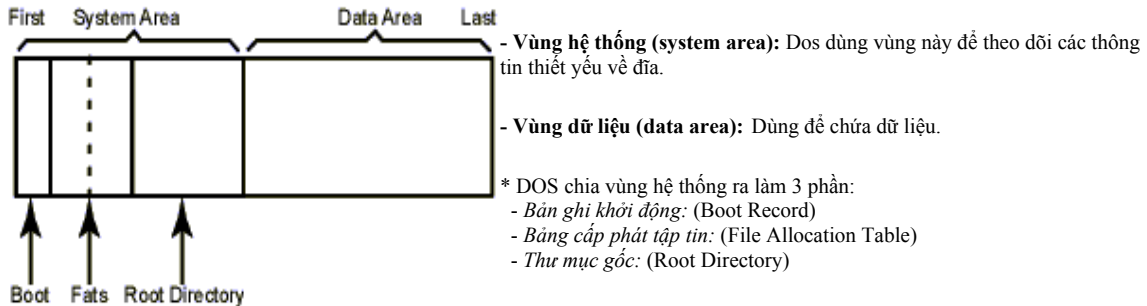 First System Area Data Area Last
- Vùng hệ thống (system area): Dos dùng vùng này để theo dõi các thông
tin thiết yếu về đĩa.
- Vùng dữ liệu (data area): Dùng để chứa dữ liệu.
* DOS chia vùng hệ thống ra làm 3 phần:
- Bản ghi khởi động: (Boot Record)
- Bảng cấp phát tập tin: (File Allocation Table)
- Thư mục gốc: (Root Directory)
Boot Fats Root Directory